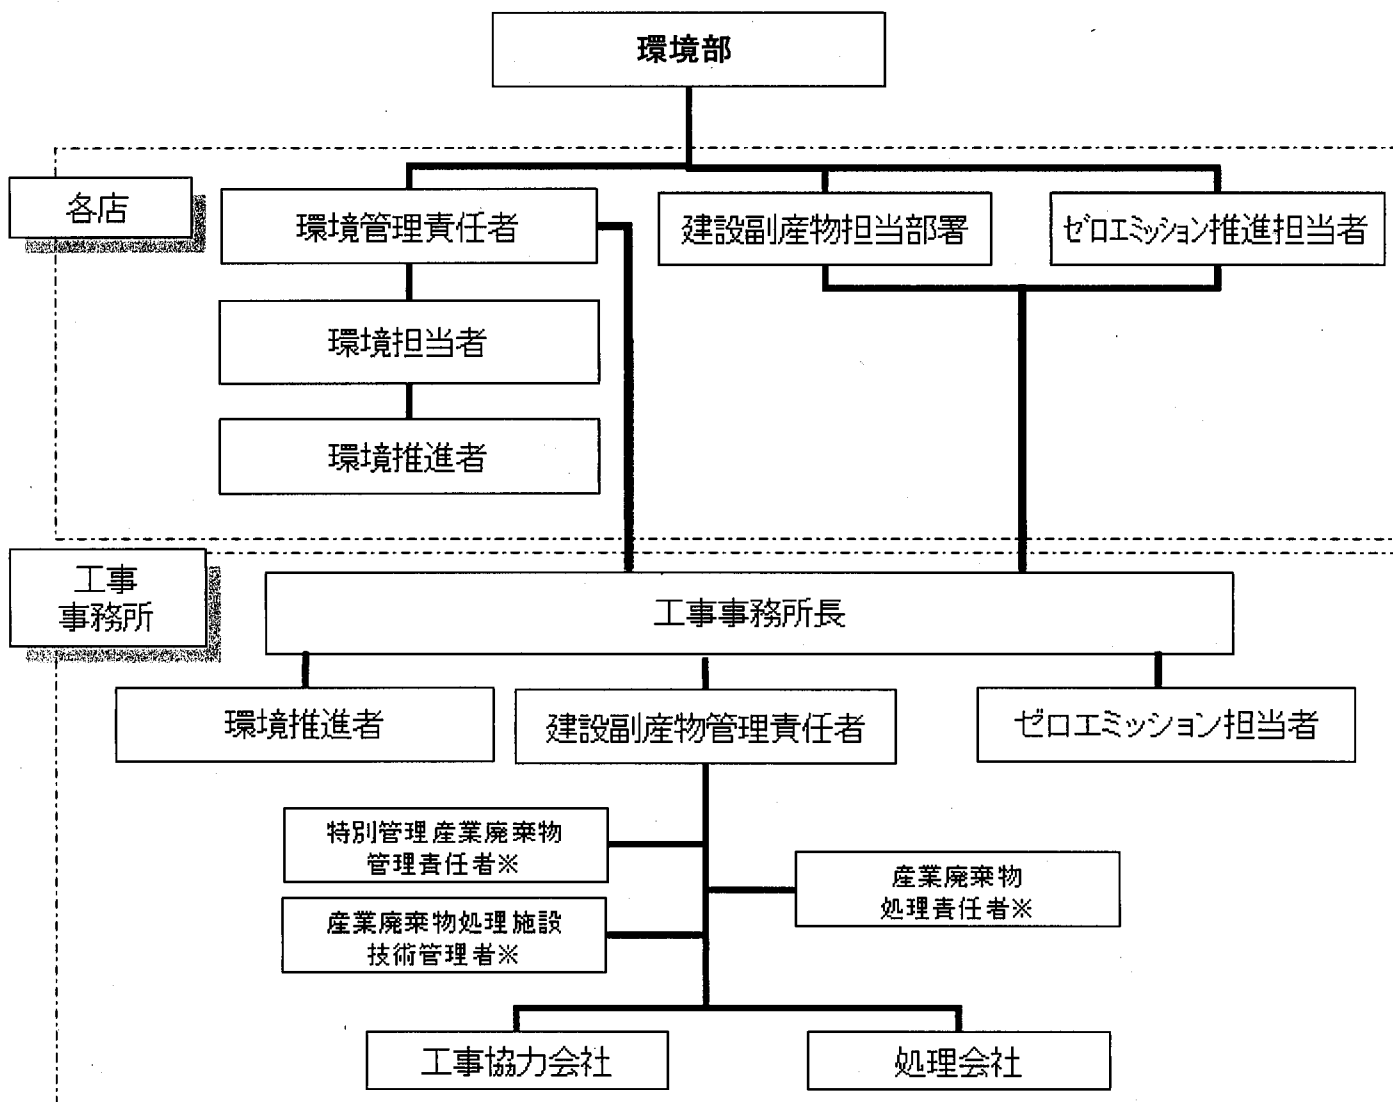 環境部
各店
環境管理責任者
建設副産物担当部署
ゼロエミッション推進担当者
環境担当者
環境推進者
工事
事務所
工事事務所長
環境推進者
建設副産物管理責任者
ゼロエミッション担当者
特別管理産業廃棄物
管理責任者※
産業廃棄物
処理責任者※
産業廃棄物処理施設
技術管理者※
工事協力会社
処理会社